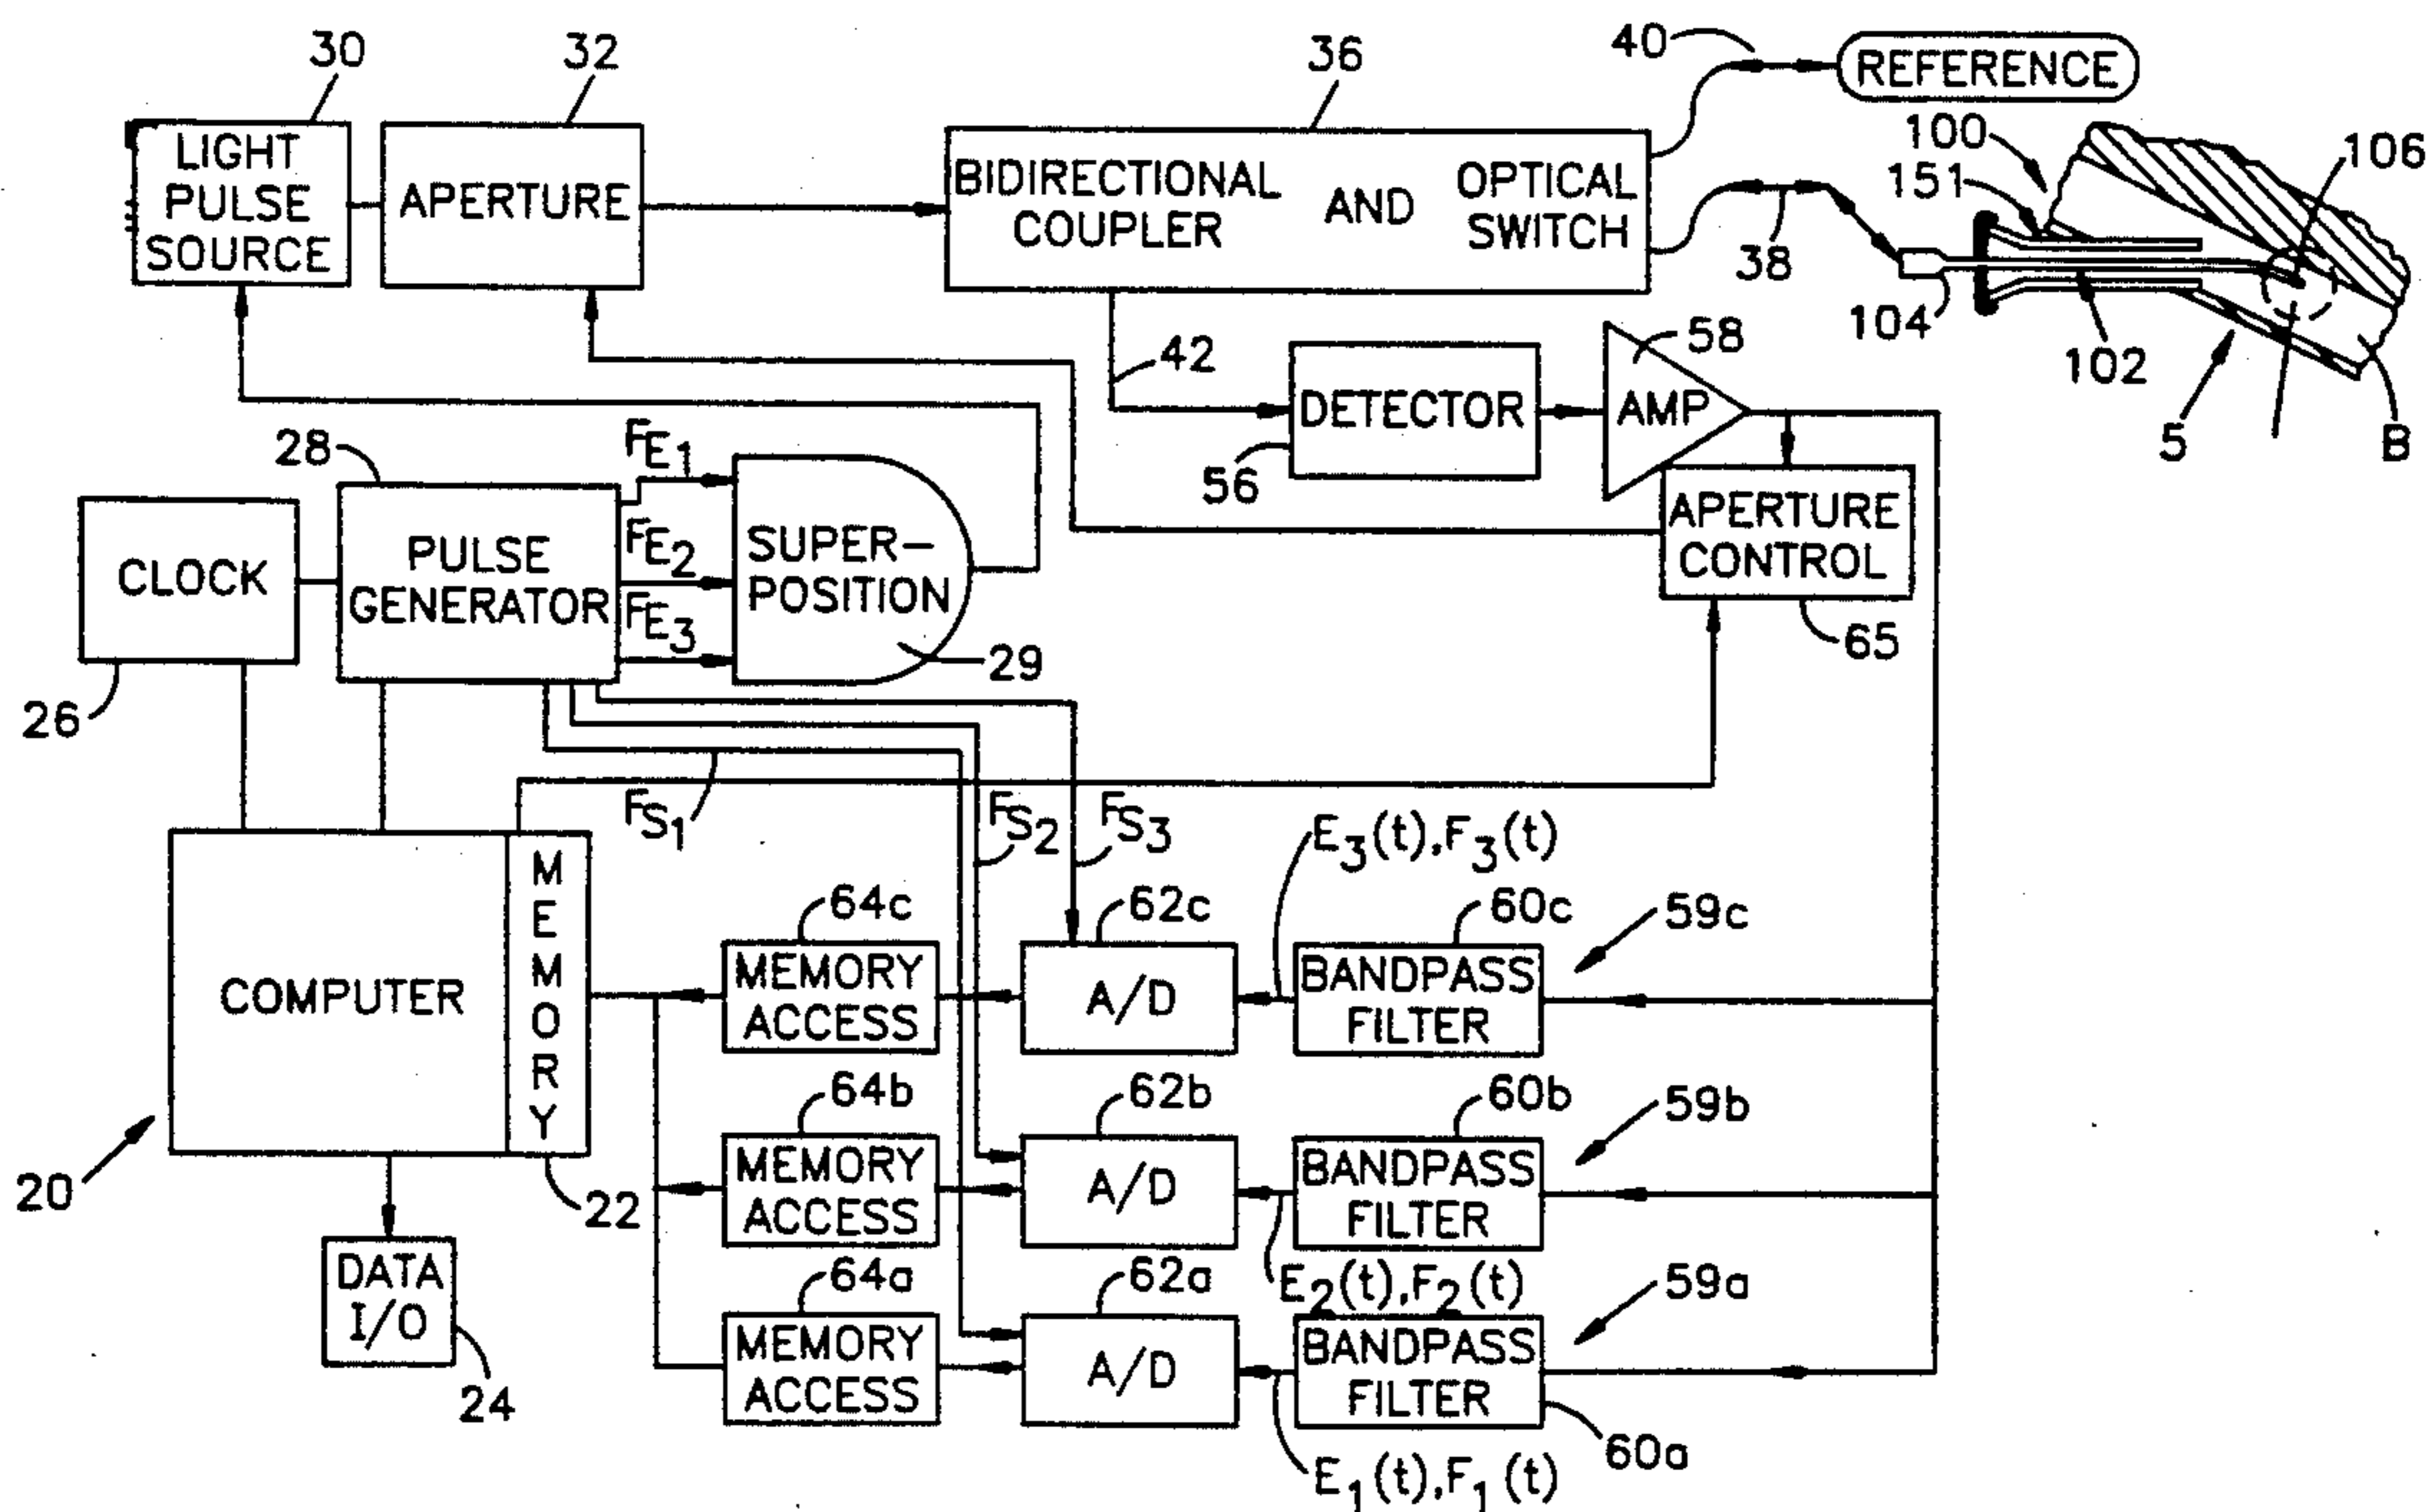 30
32
36
40
REFERENCE
LIGHT
PULSE
SOURCE
APERTURE
BIDIRECTIONAL
COUPLER
AND
OPTICAL
SWITCH
100
151
106
38
104
102
5
B
42
DETECTOR
56
58
AMP
APERTURE
CONTROL
65
28
FE1
FE2
FE3
CLOCK
26
PULSE
GENERATOR
SUPER-
POSITION
29
FS1
FS2
FS3
E3(t),F3(t)
COMPUTER
MEMORY
20
22
DATA
I/O
24
64c
MEMORY
ACCESS
62c
A/D
60c
BANDPASS
FILTER
59c
64b
MEMORY
ACCESS
62b
A/D
60b
BANDPASS
FILTER
59b
E2(t),F2(t)
64a
MEMORY
ACCESS
62a
A/D
BANDPASS
FILTER
59a
60a
E1(t),F1(t)